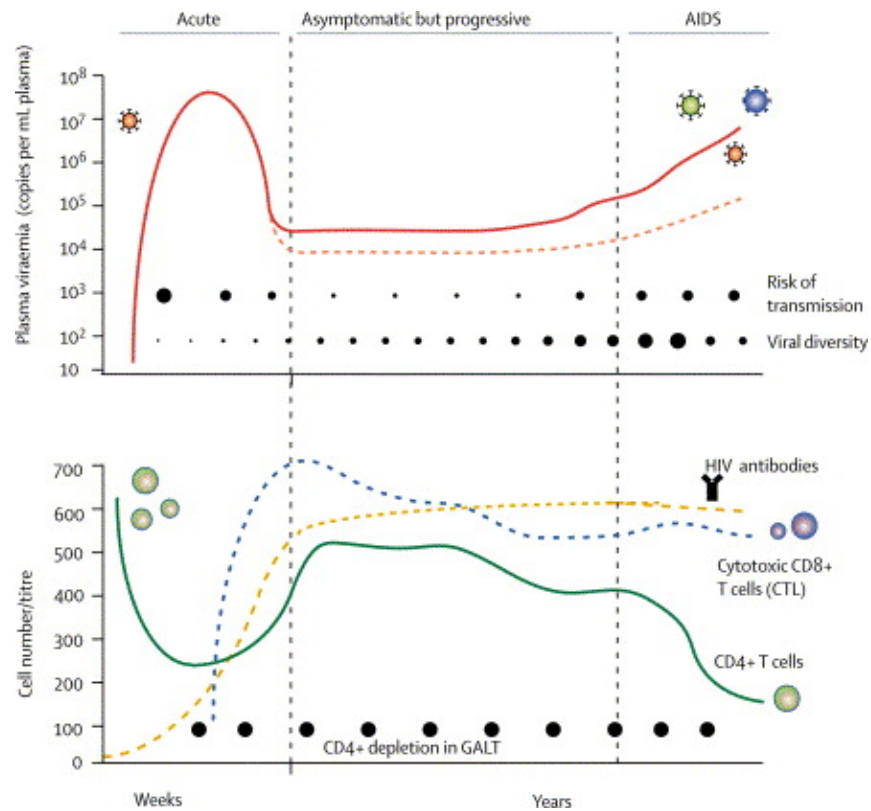 Acute
Asymptomatic but progressive
AIDS
Plasma viraemia (copies per mL plasma)
10⁸
10⁷
10⁶
10⁵
10⁴
10³
10²
10
Risk of
transmission
Viral diversity
Cell number/titre
700
600
500
400
300
200
100
0
HIV antibodies
Cytotoxic CD8+
T cells (CTL)
CD4+ T cells
CD4+ depletion in GALT
Weeks
Years